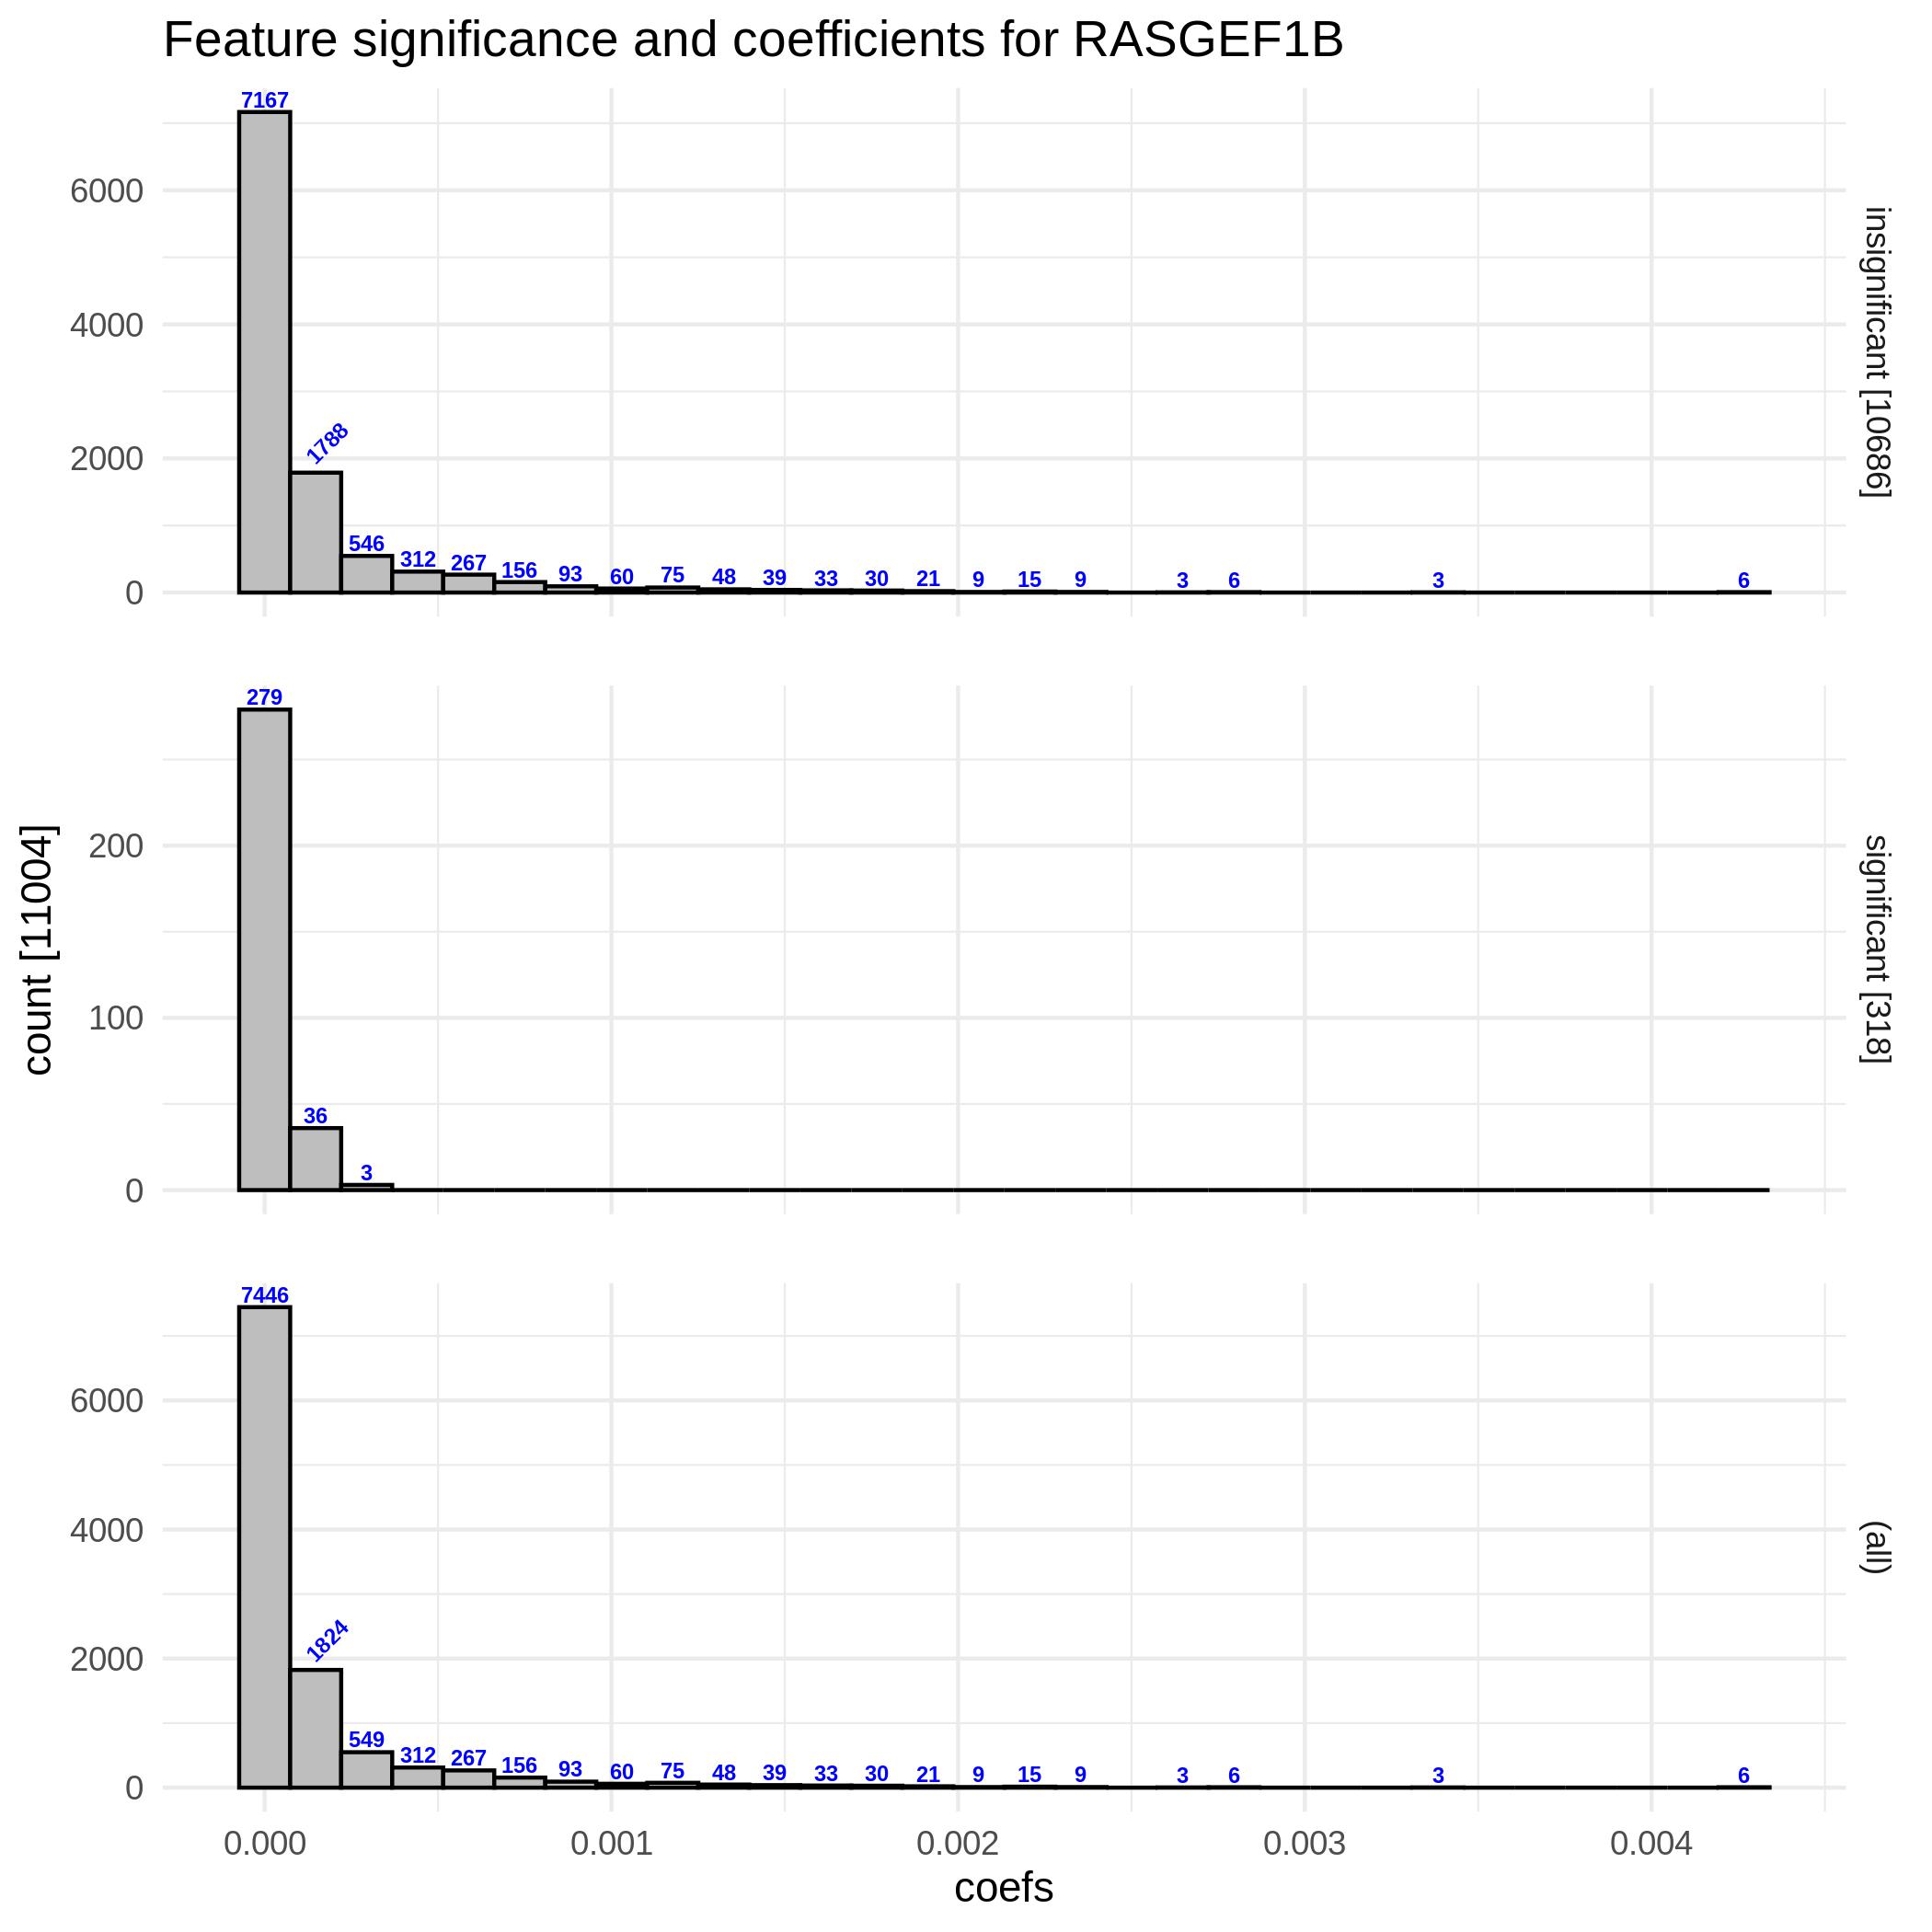 Feature significance and coefficients for RASGEF1B
7167
6000
4000
2000
0
1788
546 312 267 156 93 60 75 48 39 33 30 21 9 15 9 3 6 3 6
insignificant [10686]
count [11004]
279
200
100
0
36
3
significant [318]
7446
6000
4000
2000
0
1824
549 312 267 156 93 60 75 48 39 33 30 21 9 15 9 3 6 3 6
(all)
0.000 0.001 0.002 0.003 0.004
coefs